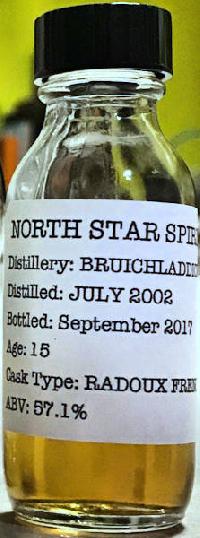 NORTH STAR SPIR
Distillery: BRUICHLADDI
Distilled: JULY 2002
Bottled: September 2017
Age: 15
Cask Type: RADOUX FREN
ABV: 57.1%